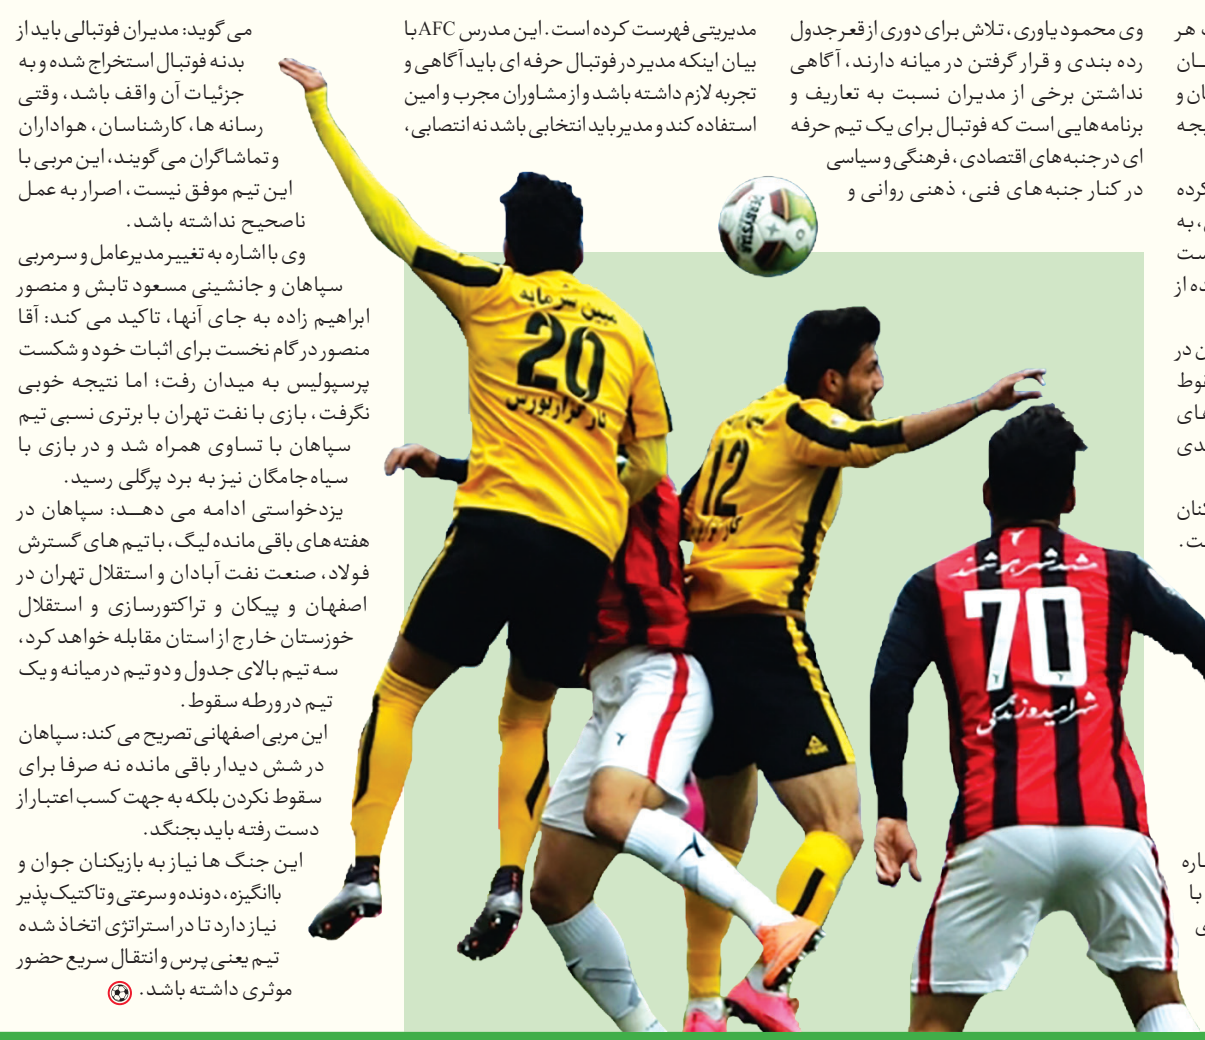 هر
کرده
به
در
های
وی محمود یاوری، تلاش برای دوری از قعر جدول
رده بندی و قرار گرفتن در میانه دارند، آگاهی
نداشتن برخی از مدیران نسبت به تعاریف و
برنامه‌هایی است که فوتبال برای یک تیم حرفه
ای در جنبه‌های اقتصادی، فرهنگی و سیاسی
در کنار جنبه‌های فنی، ذهنی روانی و
مدیریتی فهرست کرده است. این مدرس AFC با
بیان اینکه مدیر در فوتبال حرفه ای باید آگاهی و
تجربه لازم داشته باشد و از مشاوران مجرب و امین
استفاده کند و مدیر باید انتخابی باشد نه انتصابی،
می گوید: مدیران فوتبالی باید از
بدنه فوتبال استخراج شده و به
جزئیات آن واقف باشد، وقتی
رسانه ها، کارشناسان، هواداران
و تماشاگران می گویند، این مربی با
این تیم موفق نیست، اصرار به عمل
ناصحیح نداشته باشد.
وی با اشاره به تغییر مدیرعامل و سرمربی
سپاهان و جانشینی مسعود تابش و منصور
ابراهیم زاده به جای آنها، تاکید می کند: آقا
منصور در گام نخست برای اثبات خود و شکست
پرسپولیس به میدان رفت؛ اما نتیجه خوبی
نگرفت، بازی با نفت تهران با برتری نسبی تیم
سپاهان با تساوی همراه شد و در بازی با
سیاه جامگان نیز به برد پرگلی رسید.
یزدخواستی ادامه می دهد: سپاهان در
هفته‌های باقی مانده لیگ، با تیم های گسترش
فولاد، صنعت نفت آبادان و استقلال تهران در
اصفهان و پیکان و تراکتورسازی و استقلال
خوزستان خارج از استان مقابله خواهد کرد،
سه تیم بالای جدول و دو تیم در میانه و یک
تیم در ورطه سقوط.
این مربی اصفهانی تصریح می کند: سپاهان
در شش دیدار باقی مانده نه صرفا برای
سقوط نکردن بلکه به جهت کسب اعتبار از
دست رفته باید بجنگد.
این جنگ ها نیاز به بازیکنان جوان و
باانگیزه، دونده و سرعتی و تاکتیک پذیر
نیاز دارد تا در استراتژی اتخاذ شده
تیم یعنی پرس و انتقال سریع حضور
موثری داشته باشد.
مبین سرمایه
20
کارگزار بورس
12
شهر هوشمند
70
شهر امید و زندگی